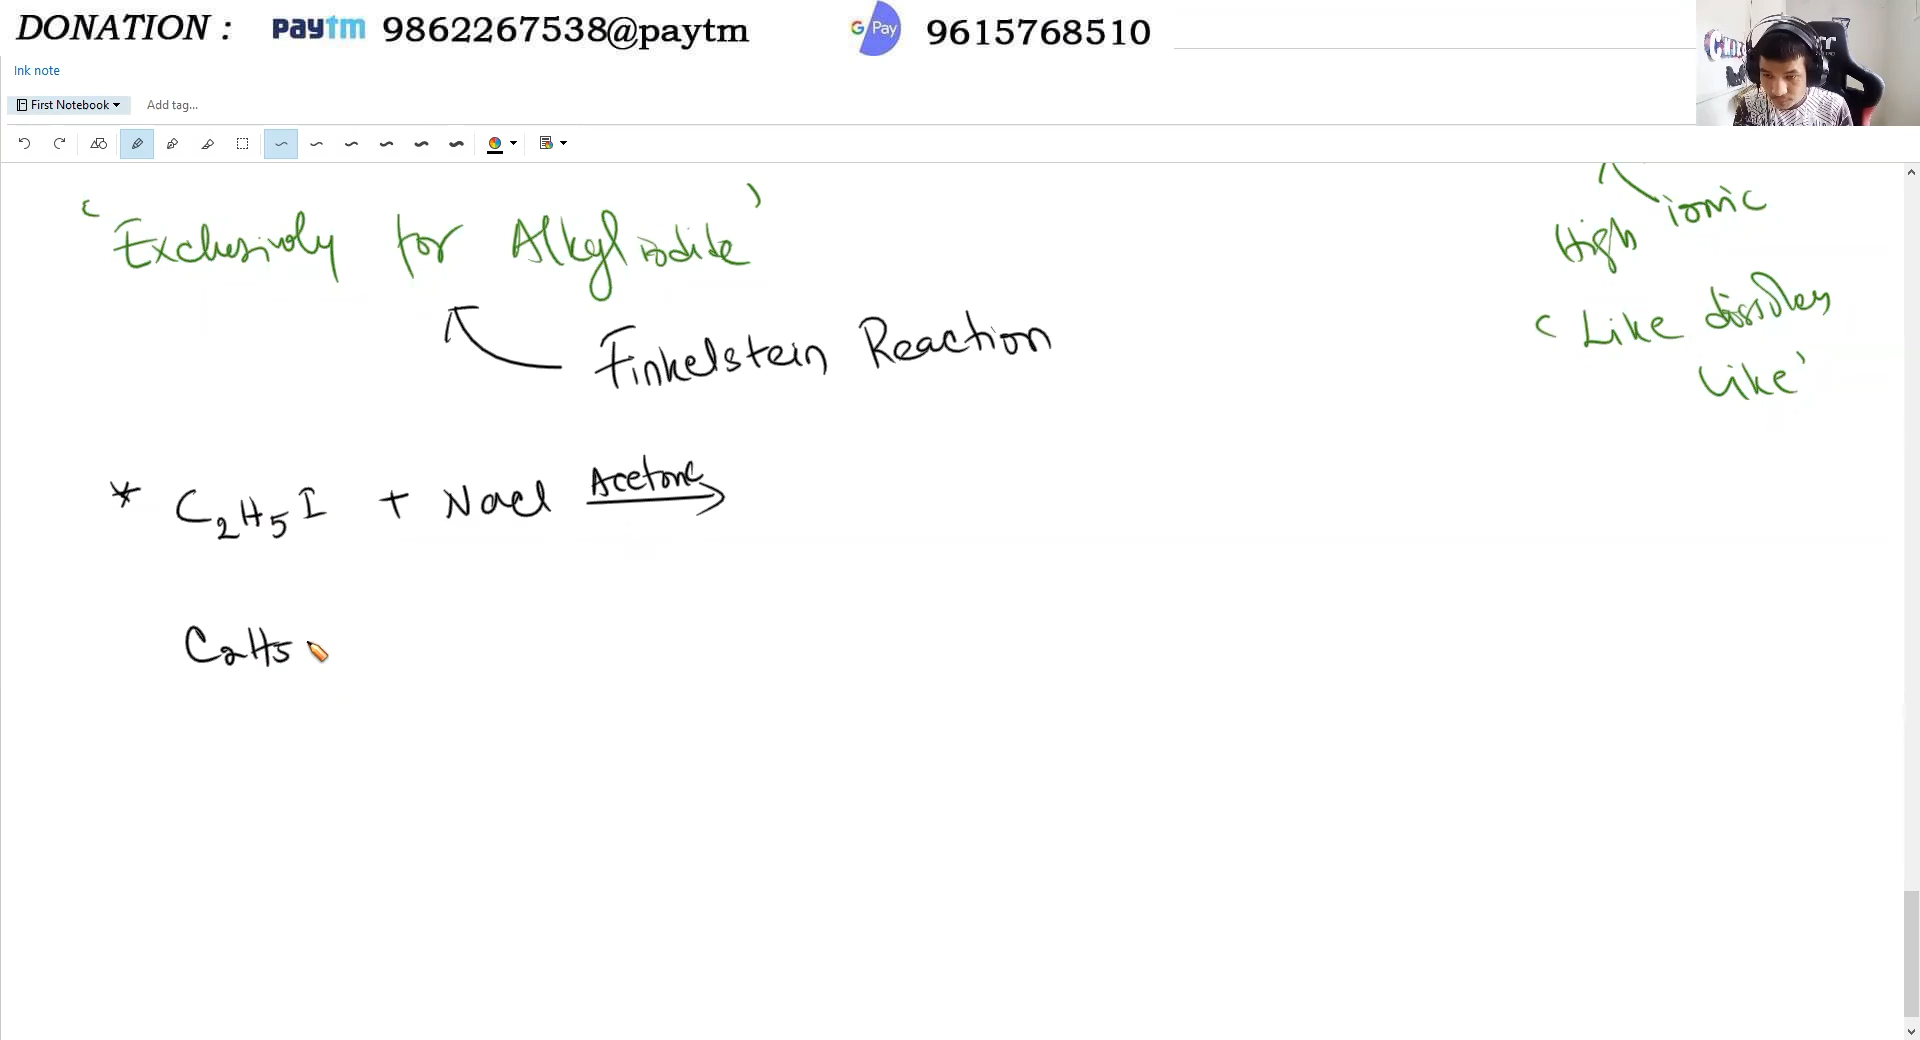 DONATION : paytm 9862267538@paytm G Pay 9615768510
Ink note
First Notebook Add tag...
'Exclusively for Alkyl iodide'
Finkelstein Reaction
High ionic
'Like dissolves
like'
* C₂H₅I + NaCl Acetone →
C₂H₅